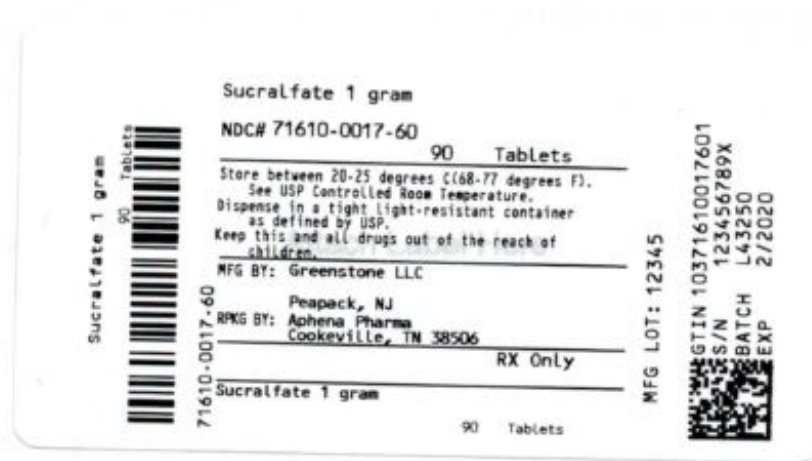 Sucralfate 1 gram
90 Tablets
71610-0017-60
Sucralfate 1 gram
NDC# 71610-0017-60
90 Tablets
Store between 20-25 degrees C(68-77 degrees F).
See USP Controlled Room Temperature.
Dispense in a tight light-resistant container
as defined by USP.
Keep this and all drugs out of the reach of
children.
MFG BY: Greenstone LLC
Peapack, NJ
RPKG BY: Aphena Pharma
Cookeville, TN 38506
RX Only
Sucralfate 1 gram
90 Tablets
MFG LOT: 12345
GTIN 10371610017601
S/N 123456789X
BATCH L43250
EXP 2/2020